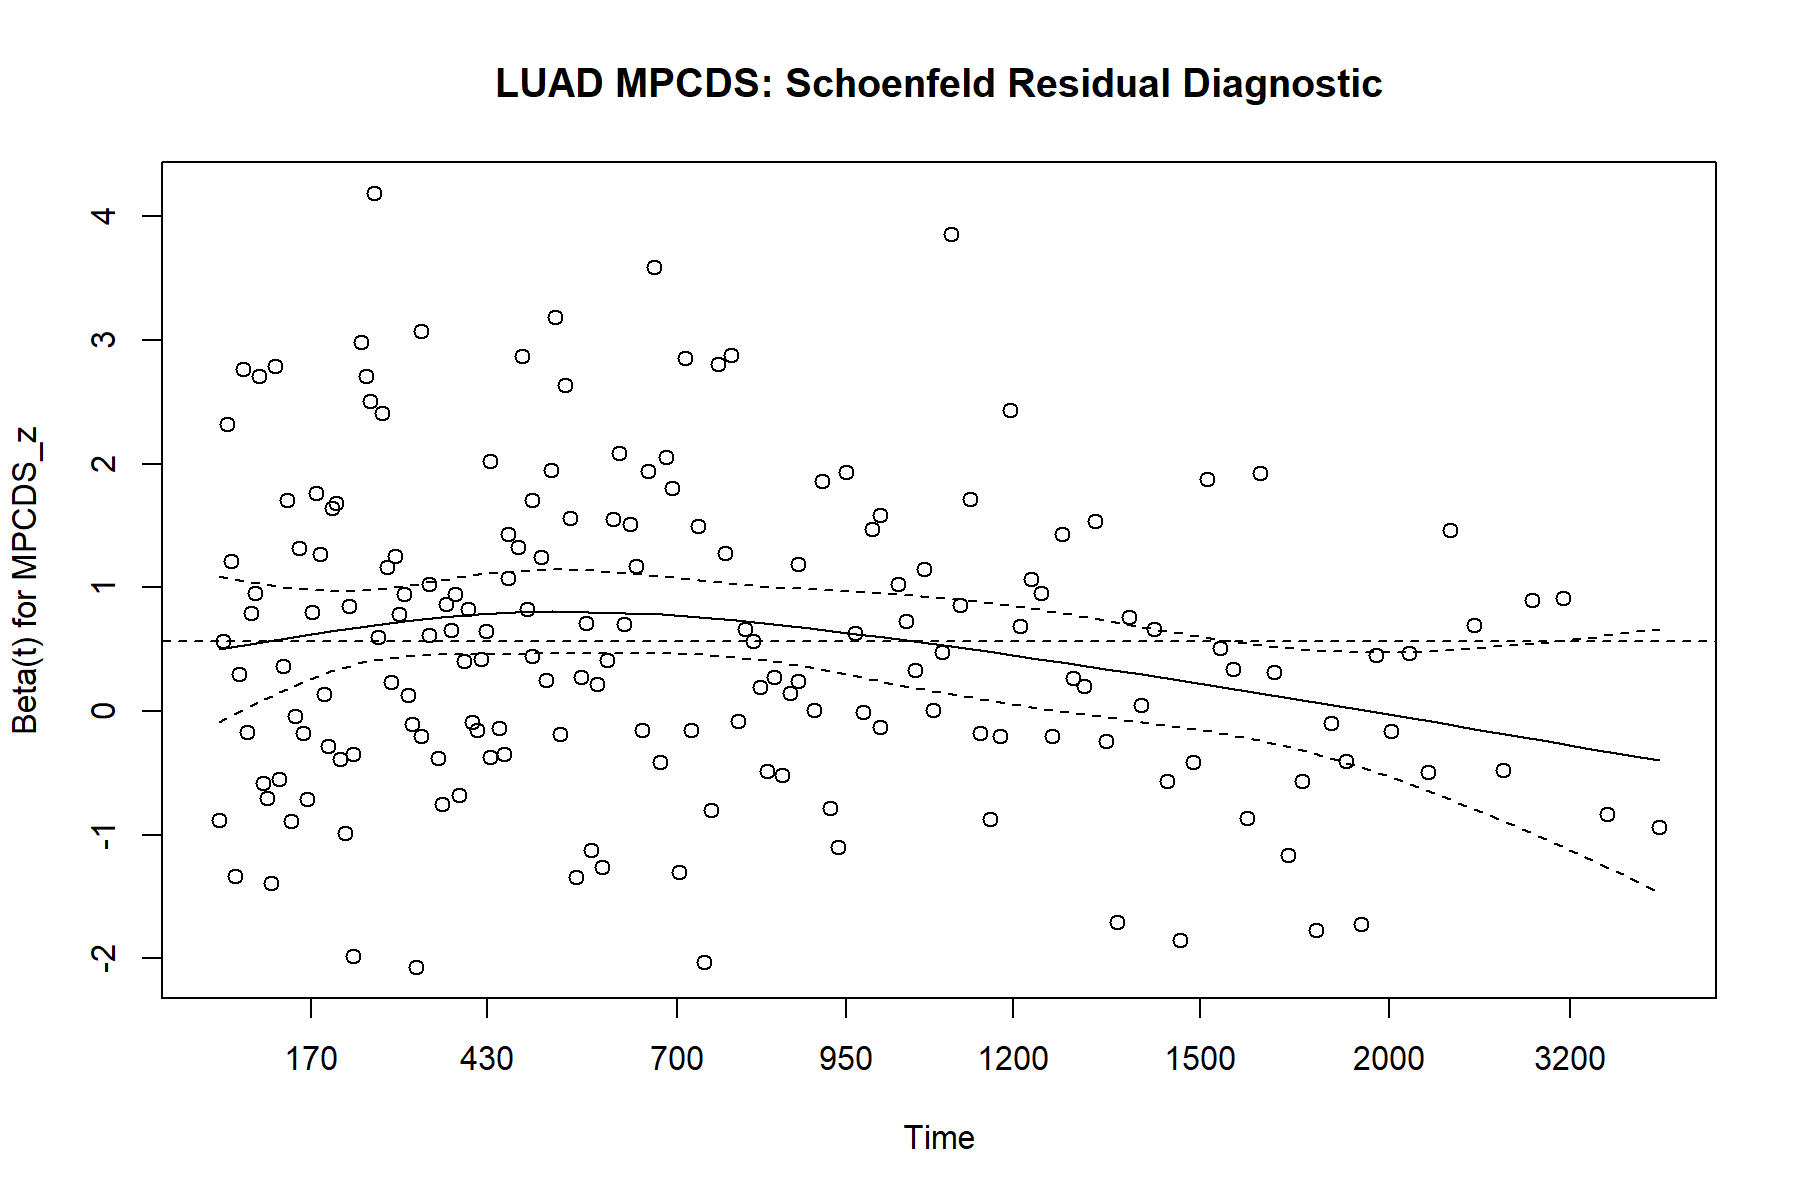 LUAD MPCDS: Schoenfeld Residual Diagnostic
Beta(t) for MPCDS_z
4
3
2
1
0
-1
-2
170 430 700 950 1200 1500 2000 3200
Time